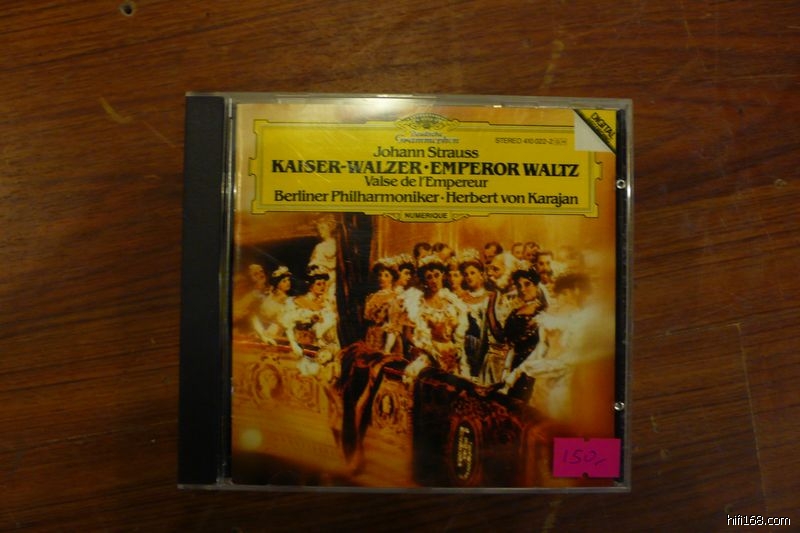 Deutsche
Grammophon
STEREO 410 022-2
DIGITAL
Johann Strauss
KAISER-WALZER · EMPEROR WALTZ
Valse de l'Empereur
Berliner Philharmoniker · Herbert von Karajan
NUMERIQUE
150,-
hifi168.com